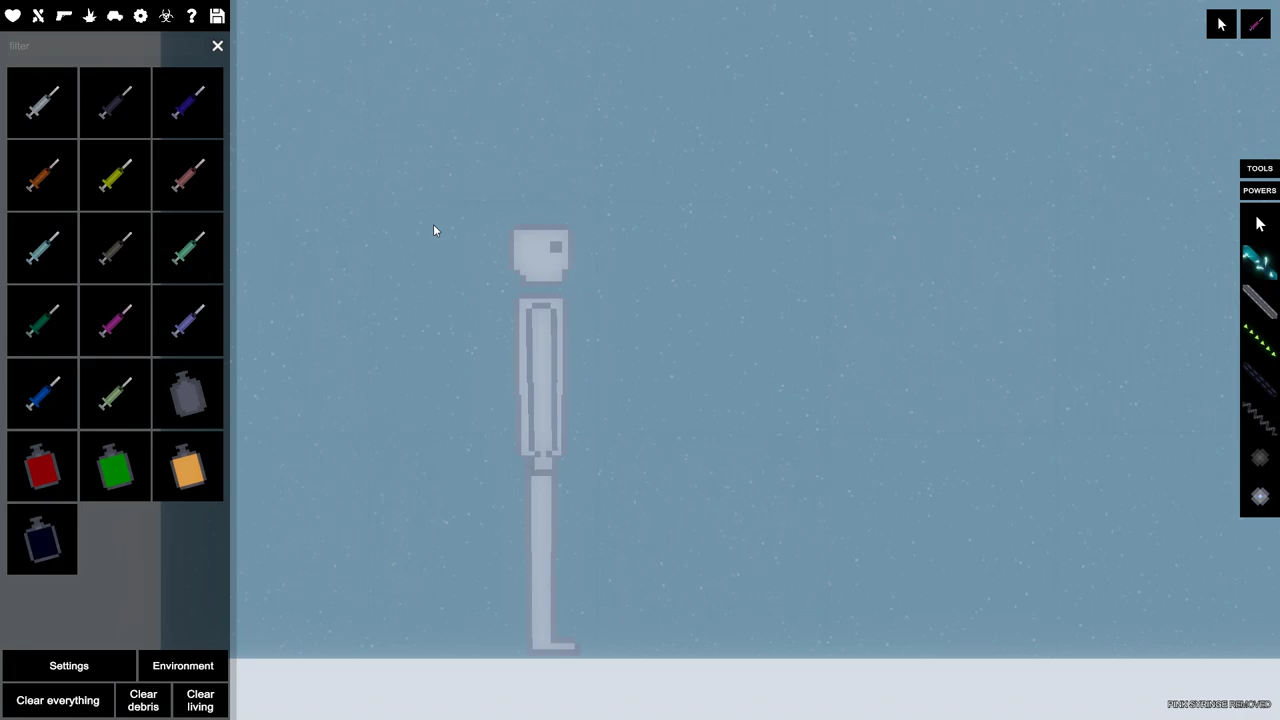 filter
TOOLS
POWERS
Settings
Environment
Clear everything
Clear
debris
Clear
living
PINK SYRINGE REMOVED